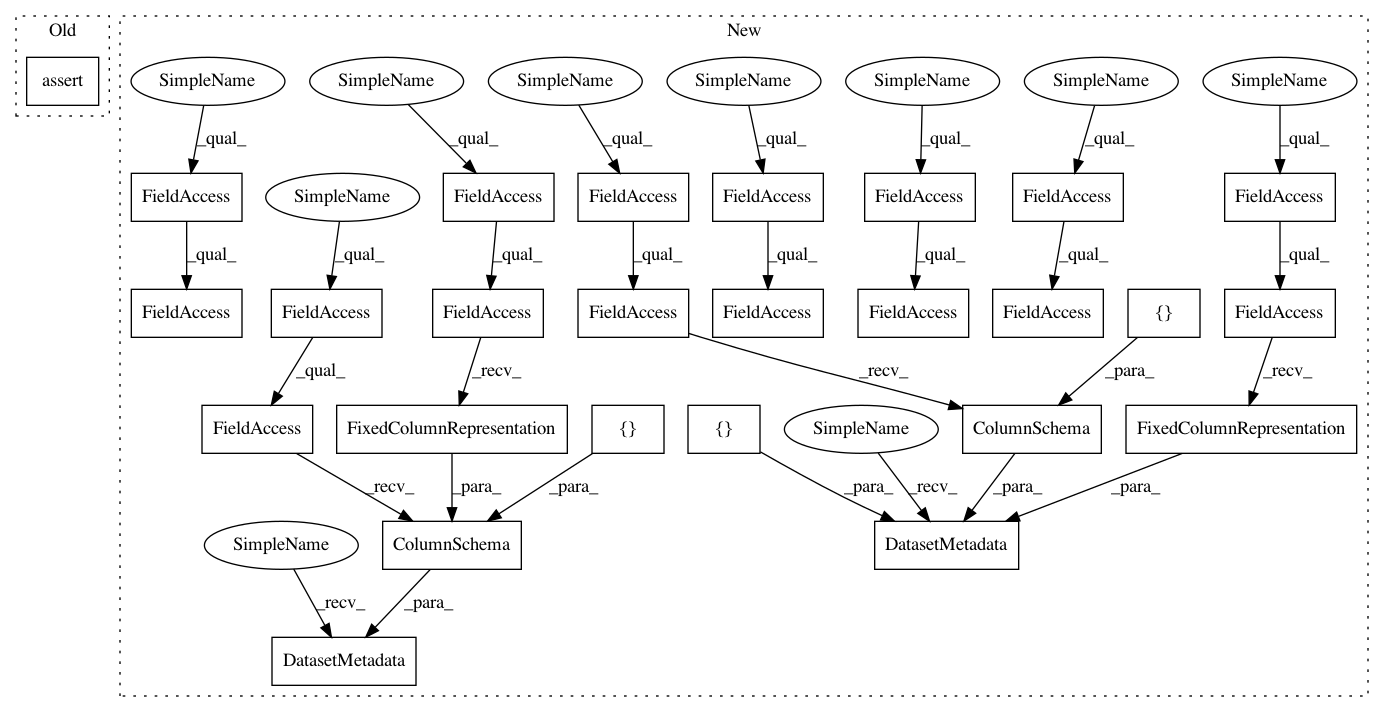 Old
New
assert
SimpleName
SimpleName
SimpleName
SimpleName
SimpleName
SimpleName
SimpleName
_qual_
_qual_
_qual_
_qual_
_qual_
_qual_
_qual_
FieldAccess
SimpleName
FieldAccess
FieldAccess
FieldAccess
FieldAccess
FieldAccess
FieldAccess
_qual_
_qual_
_qual_
_qual_
_qual_
_qual_
_qual_
_qual_
FieldAccess
FieldAccess
FieldAccess
FieldAccess
FieldAccess
FieldAccess
FieldAccess
{}
FieldAccess
_qual_
_recv_
_recv_
_para_
_recv_
FieldAccess
FixedColumnRepresentation
{}
{}
SimpleName
ColumnSchema
FixedColumnRepresentation
_recv_
_para_
_para_
_para_
_recv_
_para_
_para_
SimpleName
ColumnSchema
DatasetMetadata
_recv_
_para_
DatasetMetadata